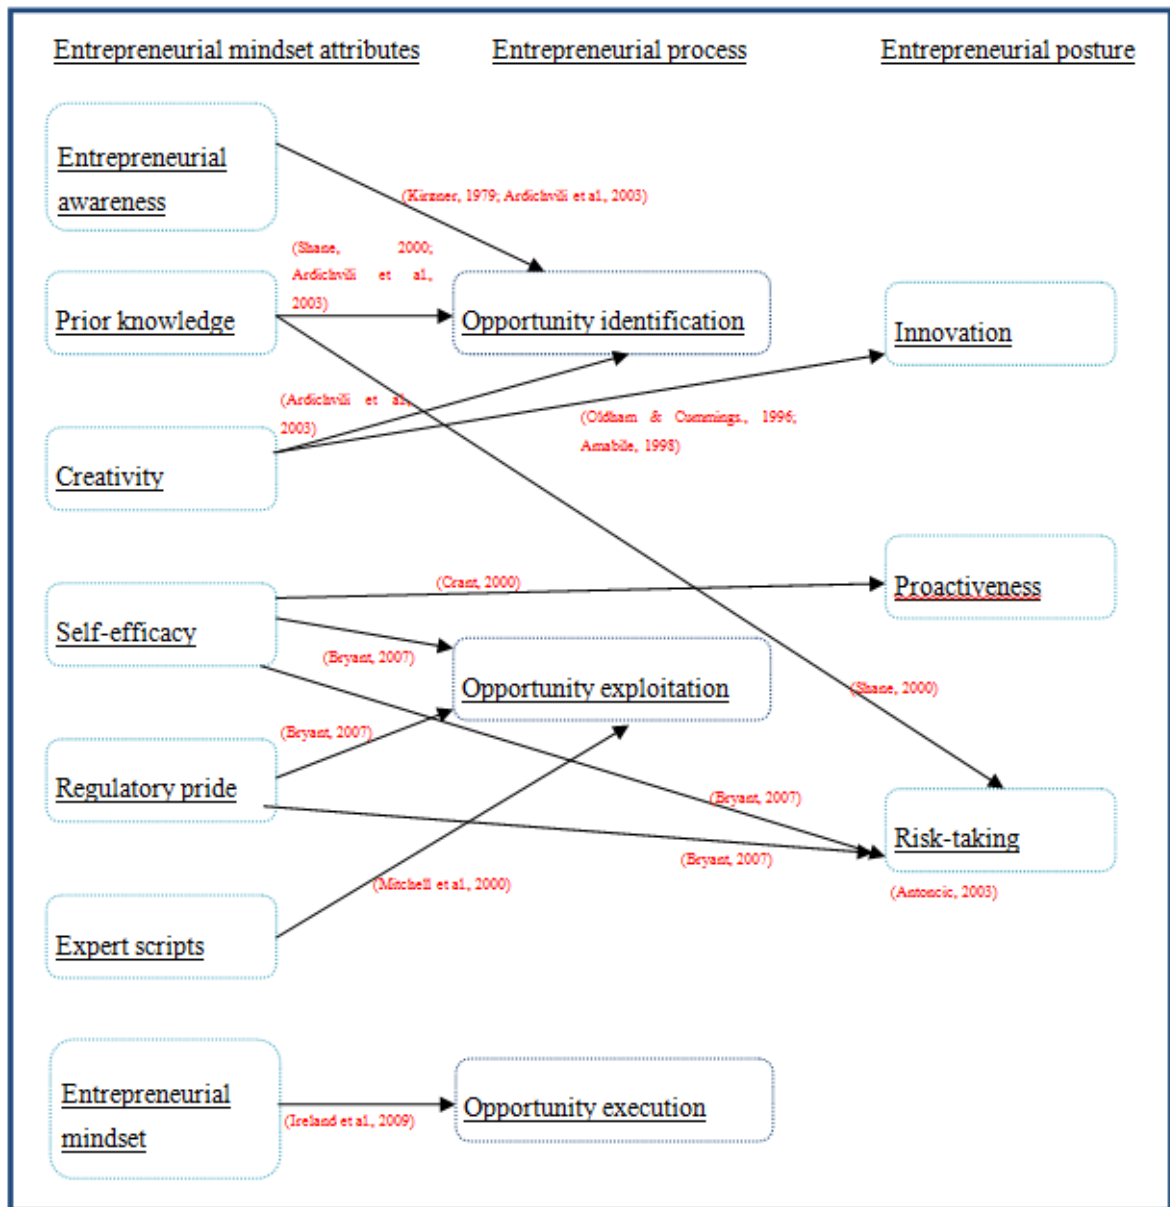 Entrepreneurial mindset attributes
Entrepreneurial process
Entrepreneurial posture
Entrepreneurial
awareness
(Kirzner, 1979; Ardichvili et al., 2003)
(Shane, 2000;
Ardichvili et al.,
2003)
Prior knowledge
Opportunity identification
Innovation
(Ardichvili et al.,
2003)
(Oldham & Cummings., 1996;
Amabile, 1998)
Creativity
(Crant, 2000)
Proactiveness
Self-efficacy
(Bryant, 2007)
Opportunity exploitation
(Shane, 2000)
(Bryant, 2007)
Regulatory pride
(Bryant, 2007)
Risk-taking
(Bryant, 2007)
(Mitchell et al., 2000)
(Antoncic, 2003)
Expert scripts
Entrepreneurial
mindset
(Ireland et al., 2009)
Opportunity execution